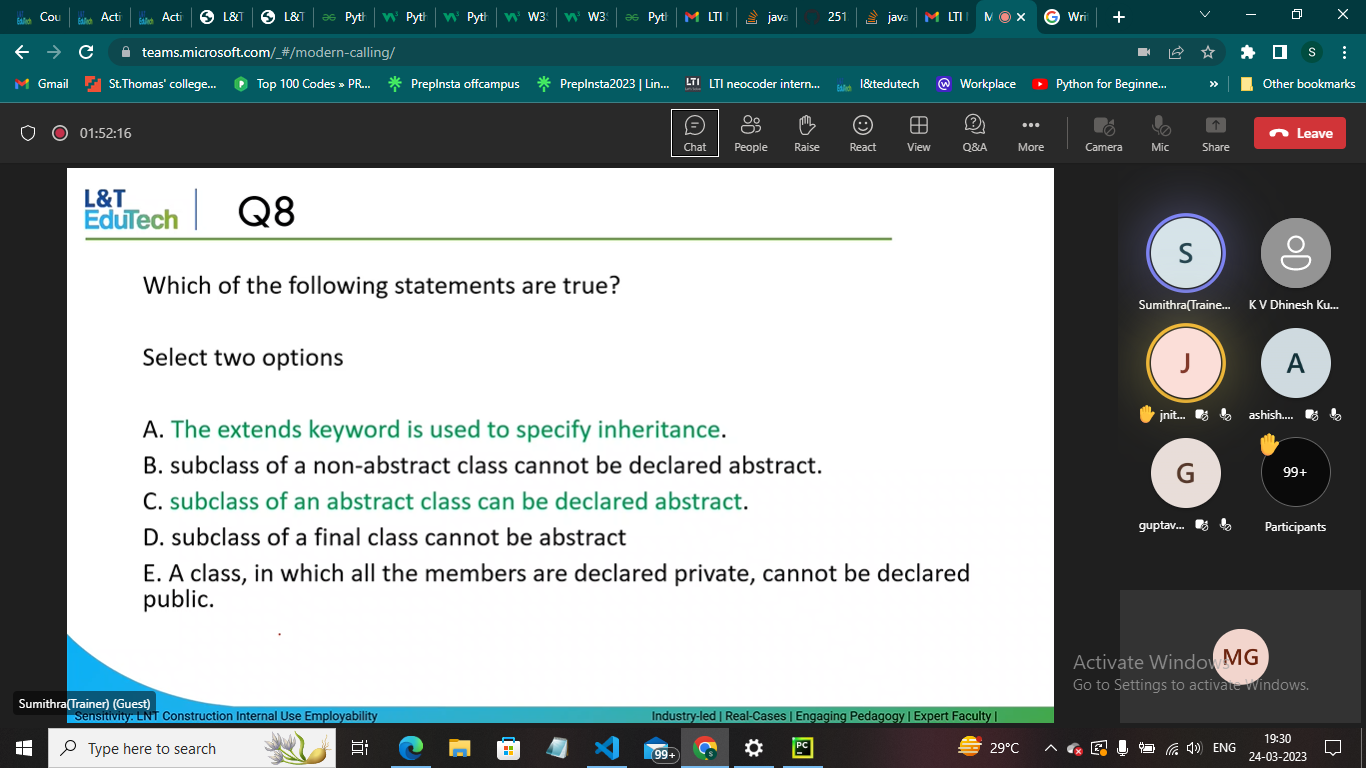 Cou
Acti
Acti
L&T
L&T
Pyth
Pyth
Pyth
W3S
W3S
Pyth
LTI
java
251
java
LTI
M
Wri
teams.microsoft.com/_#/modern-calling/
S
Gmail
St.Thomas' college...
Top 100 Codes » PR...
PrepInsta offcampus
PrepInsta2023 | Lin...
LTI neocoder intern...
l&tedutech
Workplace
Python for Beginne...
»
Other bookmarks
01:52:16
Chat
People
Raise
React
View
Q&A
More
Camera
Mic
Share
Leave
L&T
EduTech
Q8
Which of the following statements are true?
Select two options
A. The extends keyword is used to specify inheritance.
B. subclass of a non-abstract class cannot be declared abstract.
C. subclass of an abstract class can be declared abstract.
D. subclass of a final class cannot be abstract
E. A class, in which all the members are declared private, cannot be declared
public.
Sumithra(Trainer) (Guest)
Sensitivity: LNT Construction Internal Use Employability
Industry-led | Real-Cases | Engaging Pedagogy | Expert Faculty |
S
Sumithra(Traine...
K V Dhinesh Ku...
J
jnit...
A
ashish....
G
guptav...
99+
Participants
MG
Activate Windows
Go to Settings to activate Windows.
Type here to search
99+
PC
29°C
ENG
19:30
24-03-2023